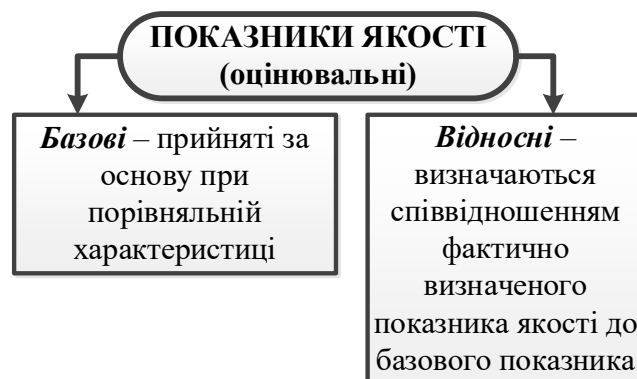 ПОКАЗНИКИ ЯКОСТІ
(оцінювальні)
Базові – прийняті за
основу при
порівняльній
характеристиці
Відносні –
визначаються
співвідношенням
фактично
визначеного
показника якості до
базового показника